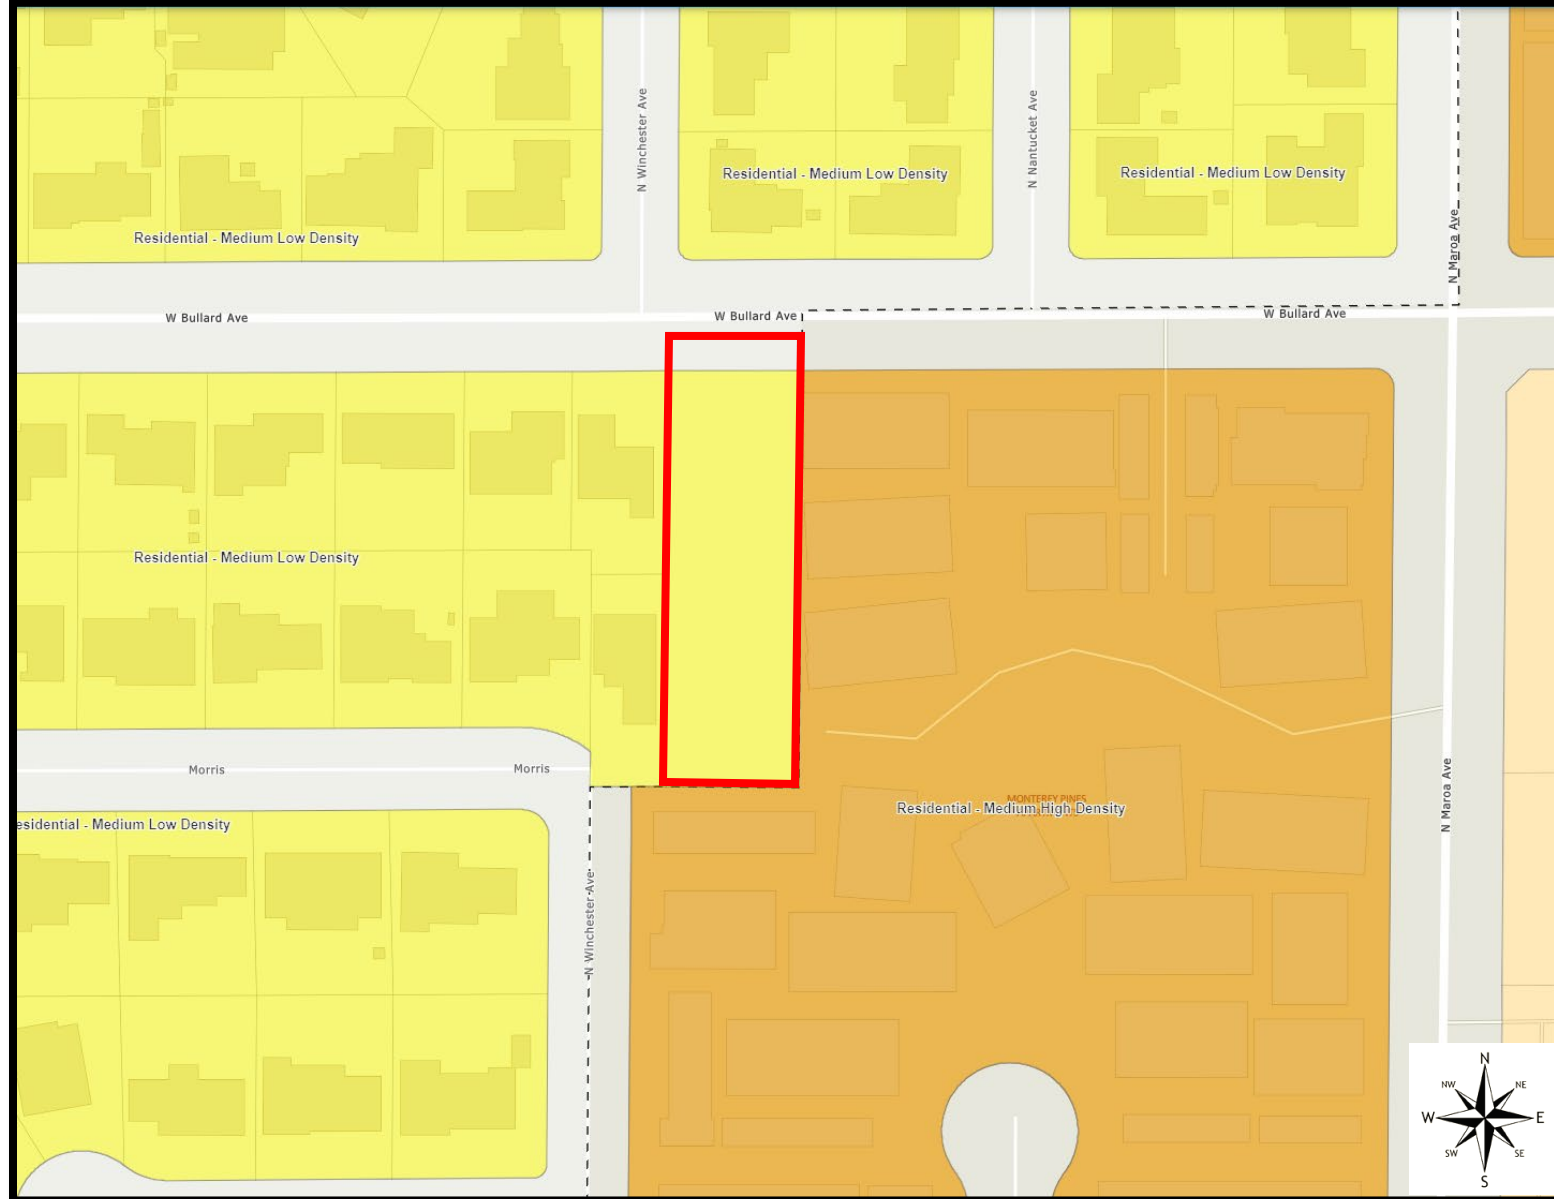 N Winchester Ave
N Nantucket Ave
Residential - Medium Low Density
Residential - Medium Low Density
Residential - Medium Low Density
N Maroa Ave
W Bullard Ave
W Bullard Ave
W Bullard Ave
Residential - Medium Low Density
Morris
Morris
MONTEREY PINES
Residential - Medium High Density
N Maroa Ave
esidential - Medium Low Density
N Winchester Ave
N
NW
NE
W
E
SW
SE
S